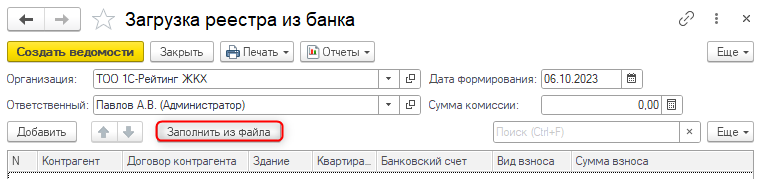 Загрузка реестра из банка
Создать ведомости Закрыть Печать Отчеты Еще
Организация: ТОО 1С-Рейтинг ЖКХ Дата формирования: 06.10.2023
Ответственный: Павлов А.В. (Администратор) Сумма комиссии: 0,00
Добавить Заполнить из файла Поиск (Ctrl+F) × Еще
N Контрагент Договор контрагента Здание Квартира... Банковский счет Вид взноса Сумма взноса